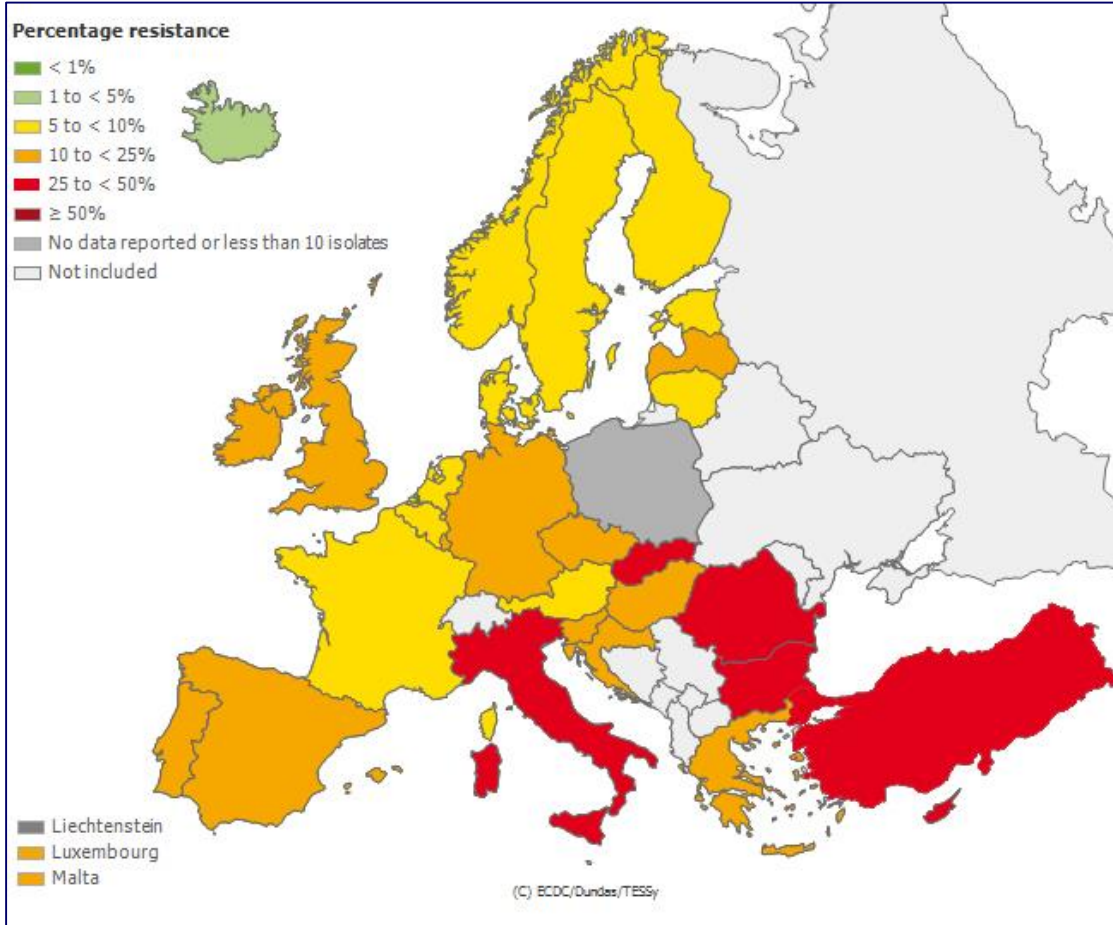 Percentage resistance
< 1%
1 to < 5%
5 to < 10%
10 to < 25%
25 to < 50%
≥ 50%
No data reported or less than 10 isolates
Not included
Liechtenstein
Luxembourg
Malta
(C) ECDC/Dundas/TESSy